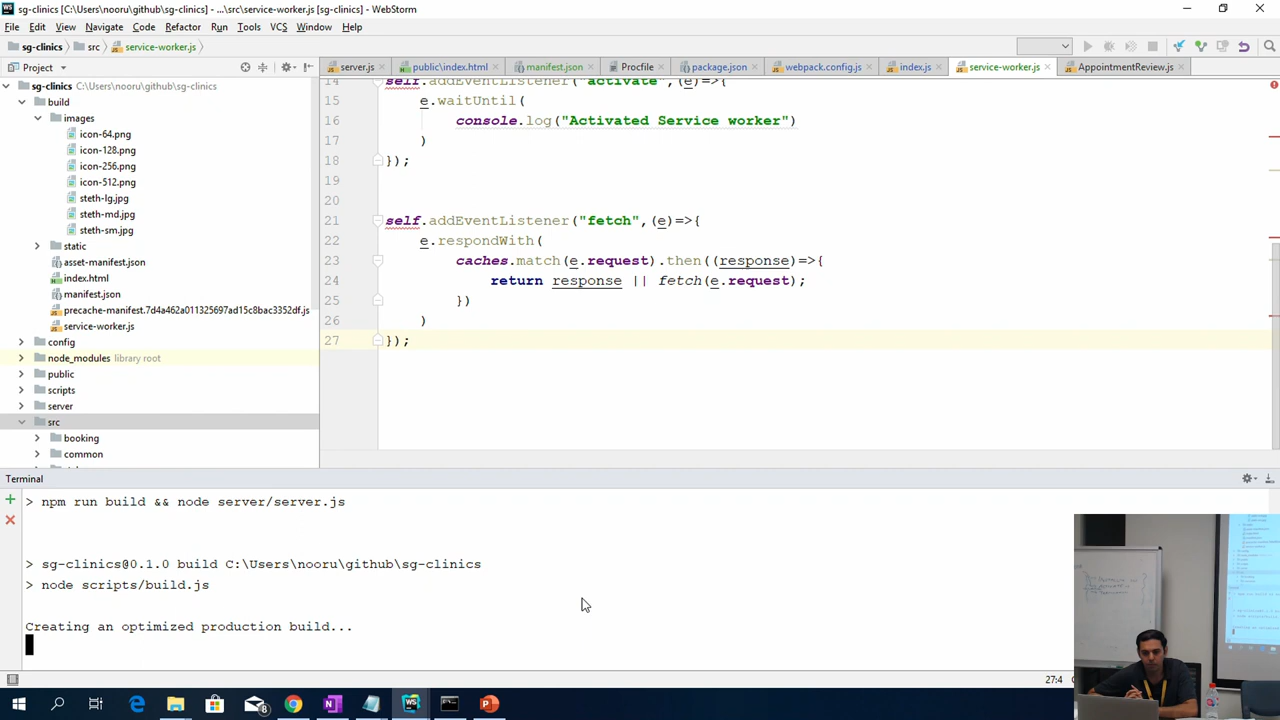 sg-clinics [C:\Users\nooru\github\sg-clinics] - ...\src\service-worker.js [sg-clinics] - WebStorm
File Edit View Navigate Code Refactor Run Tools VCS Window Help
sg-clinics src service-worker.js
Project
server.js public\index.html manifest.json Procfile package.json webpack.config.js index.js service-worker.js AppointmentReview.js
sg-clinics C:\Users\nooru\github\sg-clinics
build
images
icon-64.png
icon-128.png
icon-256.png
icon-512.png
steth-lg.jpg
steth-md.jpg
steth-sm.jpg
static
asset-manifest.json
index.html
manifest.json
precache-manifest.7d4a462a011325697ad15c8bac3352df.js
service-worker.js
config
node_modules library root
public
scripts
server
src
booking
common
14 self.addEventListener("activate",(e)=>{
15 e.waitUntil(
16 console.log("Activated Service worker")
17 )
18 });
19
20
21 self.addEventListener("fetch",(e)=>{
22 e.respondWith(
23 caches.match(e.request).then((response)=>{
24 return response || fetch(e.request);
25 })
26 )
27 });
Terminal
> npm run build && node server/server.js
> sg-clinics@0.1.0 build C:\Users\nooru\github\sg-clinics
> node scripts/build.js
Creating an optimized production build...
27:4